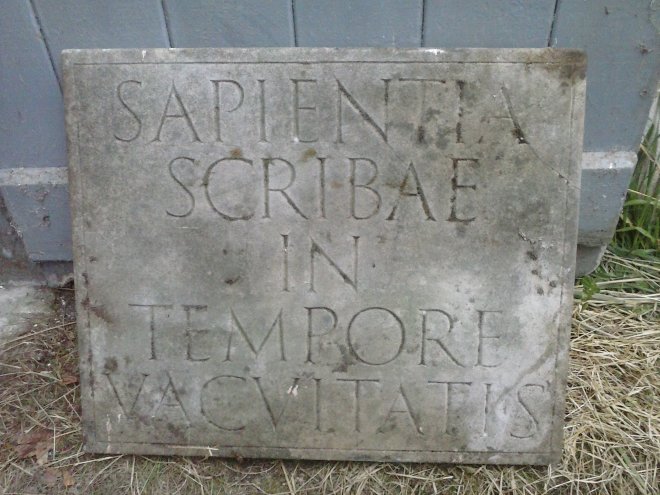 SAPIENTIA
SCRIBAE
IN
TEMPORE
VACVITATIS